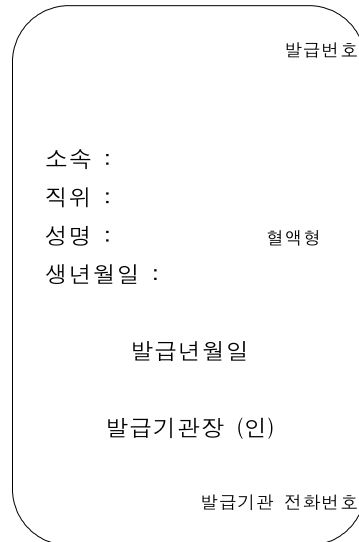 발급번호
소속 :
직위 :
성명 : 혈액형
생년월일 :
발급년월일
발급기관장 (인)
발급기관 전화번호